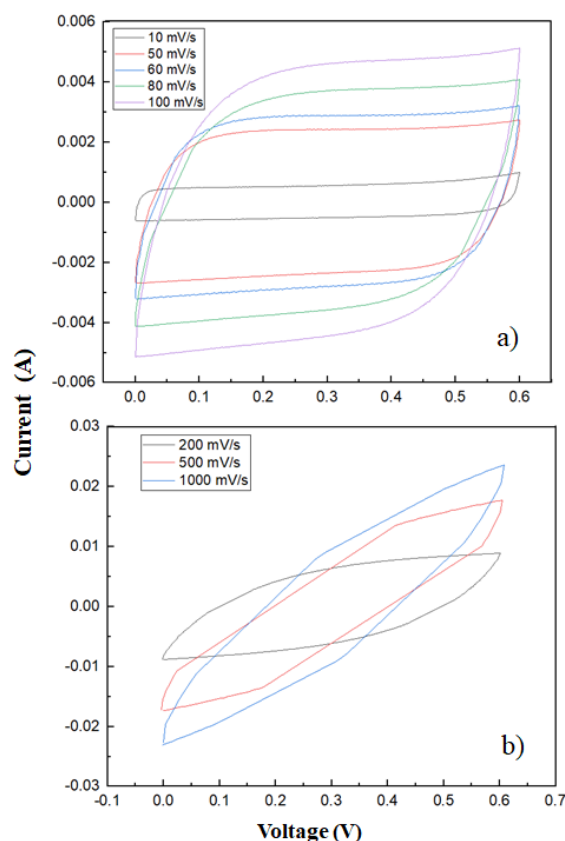 0.006
0.004
0.002
0.000
-0.002
-0.004
-0.006
10 mV/s
50 mV/s
60 mV/s
80 mV/s
100 mV/s
a)
0.0 0.1 0.2 0.3 0.4 0.5 0.6
Current (A)
0.03
0.02
0.01
0.00
-0.01
-0.02
-0.03
200 mV/s
500 mV/s
1000 mV/s
b)
-0.1 0.0 0.1 0.2 0.3 0.4 0.5 0.6 0.7
Voltage (V)